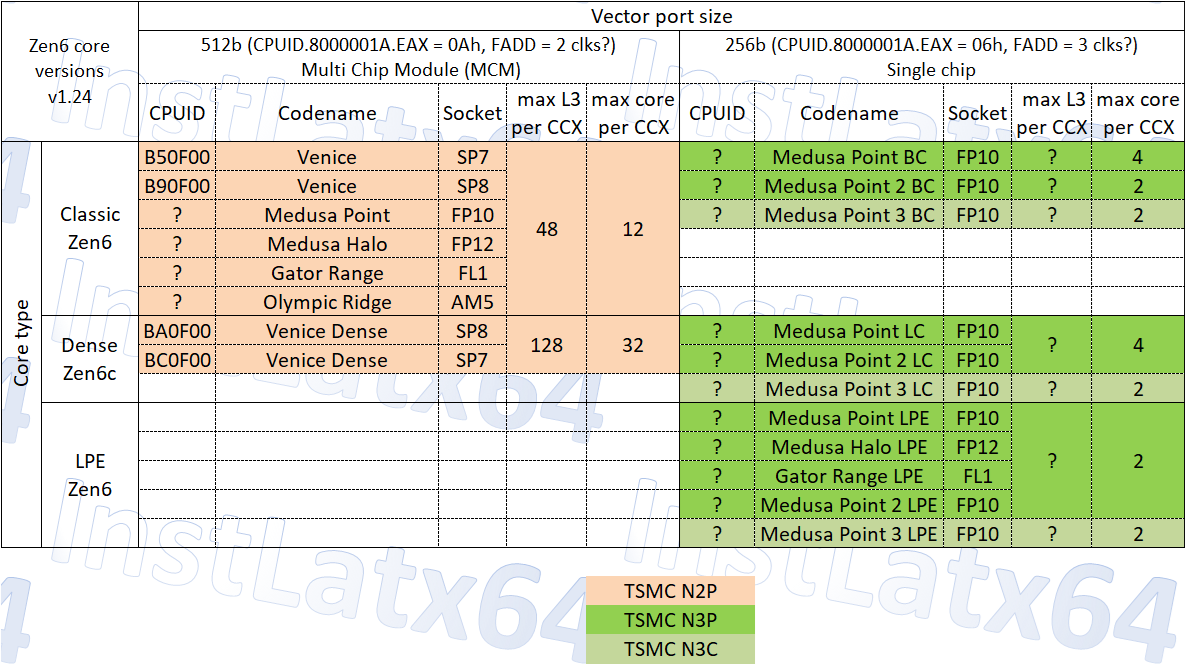 Zen6 core
versions
v1.24
Vector port size
512b (CPUID.8000001A.EAX = 0Ah, FADD = 2 clks?)
Multi Chip Module (MCM)
256b (CPUID.8000001A.EAX = 06h, FADD = 3 clks?)
Single chip
CPUID Codename Socket max L3 per CCX max core per CCX CPUID Codename Socket max L3 per CCX max core per CCX
Core type
Classic
Zen6
B50F00 Venice SP7 48 12 ? Medusa Point BC FP10 ? 4
B90F00 Venice SP8 ? Medusa Point 2 BC FP10 ? 2
? Medusa Point FP10 ? Medusa Point 3 BC FP10 ? 2
? Medusa Halo FP12
? Gator Range FL1
? Olympic Ridge AM5
Dense
Zen6c
BA0F00 Venice Dense SP8 128 32 ? Medusa Point LC FP10 ? 4
BC0F00 Venice Dense SP7 ? Medusa Point 2 LC FP10
? Medusa Point 3 LC FP10 ? 2
LPE
Zen6
? Medusa Point LPE FP10 ? 2
? Medusa Halo LPE FP12
? Gator Range LPE FL1
? Medusa Point 2 LPE FP10
? Medusa Point 3 LPE FP10 ? 2
TSMC N2P
TSMC N3P
TSMC N3C
InstLatx64